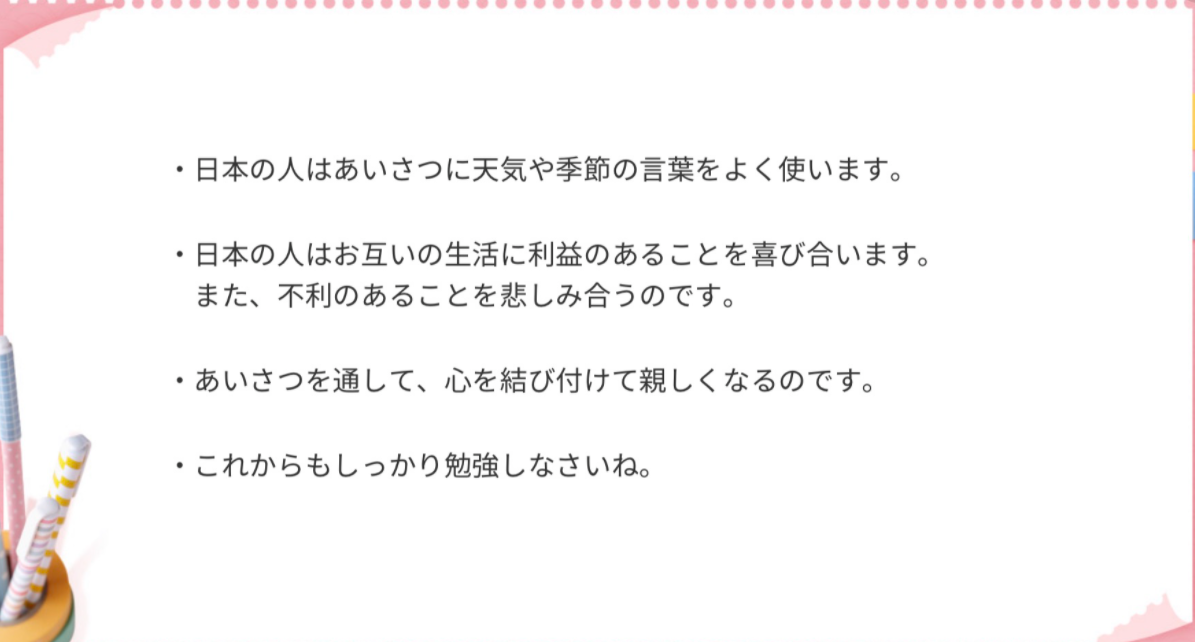 ・日本の人はあいさつに天気や季節の言葉をよく使います。
・日本の人はお互いの生活に利益のあることを喜び合います。
また、不利のあることを悲しみ合うのです。
・あいさつを通して、心を結び付けて親しくなるのです。
・これからもしっかり勉強しなさいね。